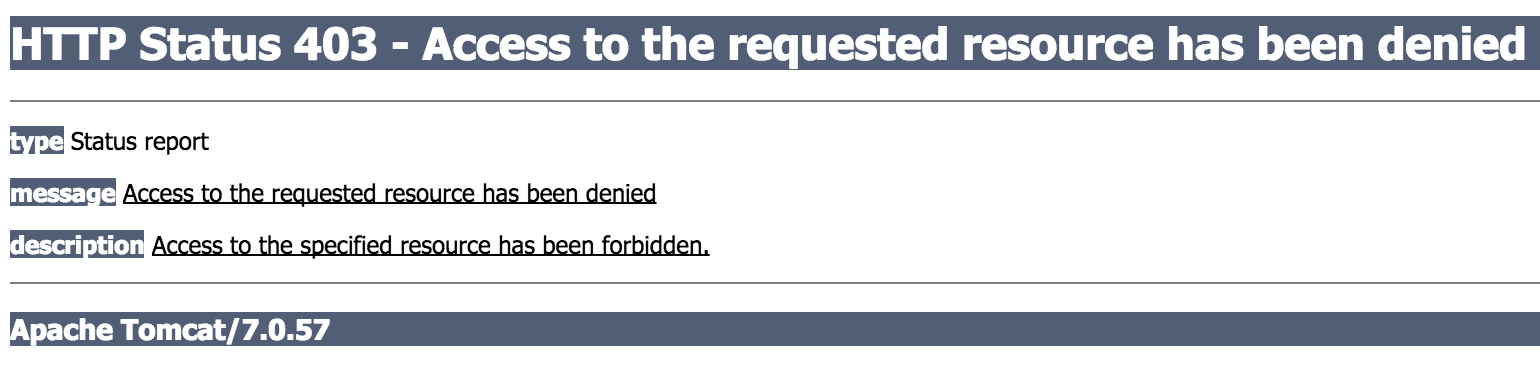 HTTP Status 403 - Access to the requested resource has been denied
type Status report
message Access to the requested resource has been denied
description Access to the specified resource has been forbidden.
Apache Tomcat/7.0.57